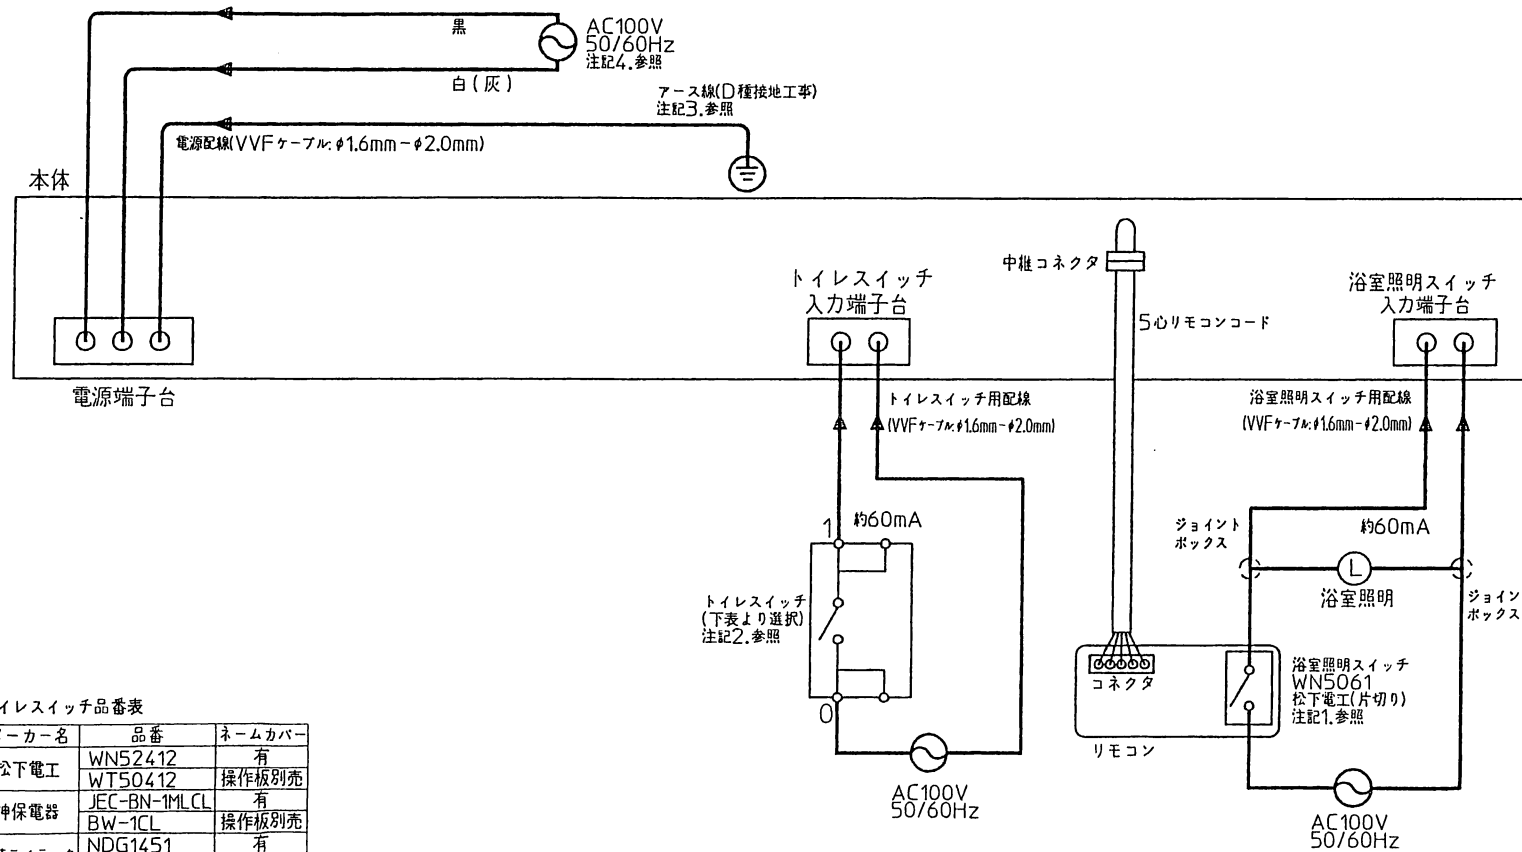 黒
AC100V
50/60Hz
注記4.参照
白(灰)
アース線(D種接地工事)
注記3.参照
電源配線(VVFケーブル:φ1.6mm-φ2.0mm)
本体
電源端子台
トイレスイッチ
入力端子台
中継コネクタ
5心リモコンコード
浴室照明スイッチ
入力端子台
トイレスイッチ用配線
(VVFケーブル:φ1.6mm-φ2.0mm)
浴室照明スイッチ用配線
(VVFケーブル:φ1.6mm-φ2.0mm)
1
約60mA
トイレスイッチ
(下表より選択)
注記2.参照
0
AC100V
50/60Hz
ジョイント
ボックス
約60mA
L
浴室照明
ジョイン
ボックス
コネクタ
リモコン
浴室照明スイッチ
WN5061
松下電工(片切り)
注記1.参照
AC100V
50/60Hz
イレスイッチ品番表
ーカー名 品番 ネームカバー
松下電工 WN52412 有
WT50412 操作板別売
神保電器 JEC-BN-1MLCL 有
BW-1CL 操作板別売
NDG1451 有